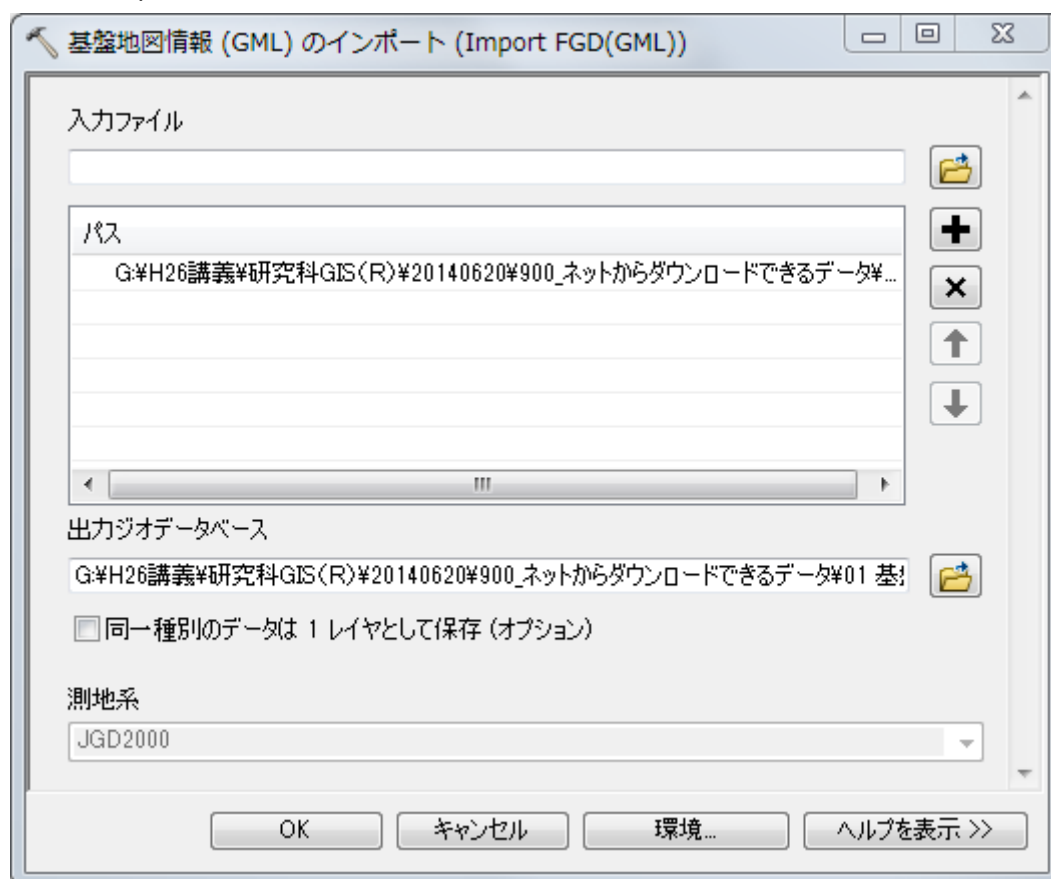 基盤地図情報 (GML) のインポート (Import FGD(GML))
入力ファイル
パス
G:¥H26講義¥研究科GIS(R)¥20140620¥900_ネットからダウンロードできるデータ¥...
出力ジオデータベース
G:¥H26講義¥研究科GIS(R)¥20140620¥900_ネットからダウンロードできるデータ¥01 基
同一種別のデータは 1 レイヤとして保存 (オプション)
測地系
JGD2000
OK キャンセル 環境... ヘルプを表示 >>